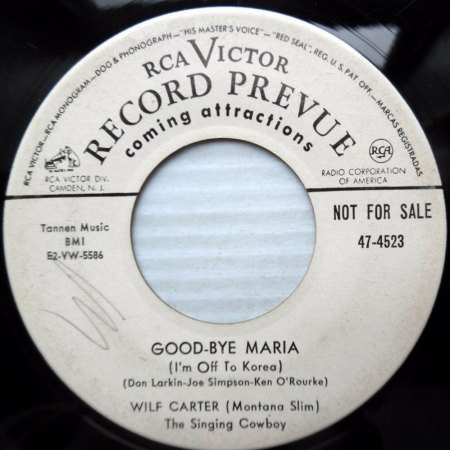 RCA VICTOR—RCA MONOGRAM—DOG & PHONOGRAPH—"HIS MASTER'S VOICE"—"RED SEAL", REG. U. S. PAT. OFF.—MARCAS REGISTRADAS
RCA VICTOR
RECORD PREVUE
coming attractions
RCA VICTOR DIV.
CAMDEN, N. J.
RCA
RADIO CORPORATION
OF AMERICA
Tannen Music
BMI
E2-VW-5586
NOT FOR SALE
47-4523
GOOD-BYE MARIA
(I'm Off To Korea)
(Don Larkin-Joe Simpson-Ken O'Rourke)
WILF CARTER (Montana Slim)
The Singing Cowboy